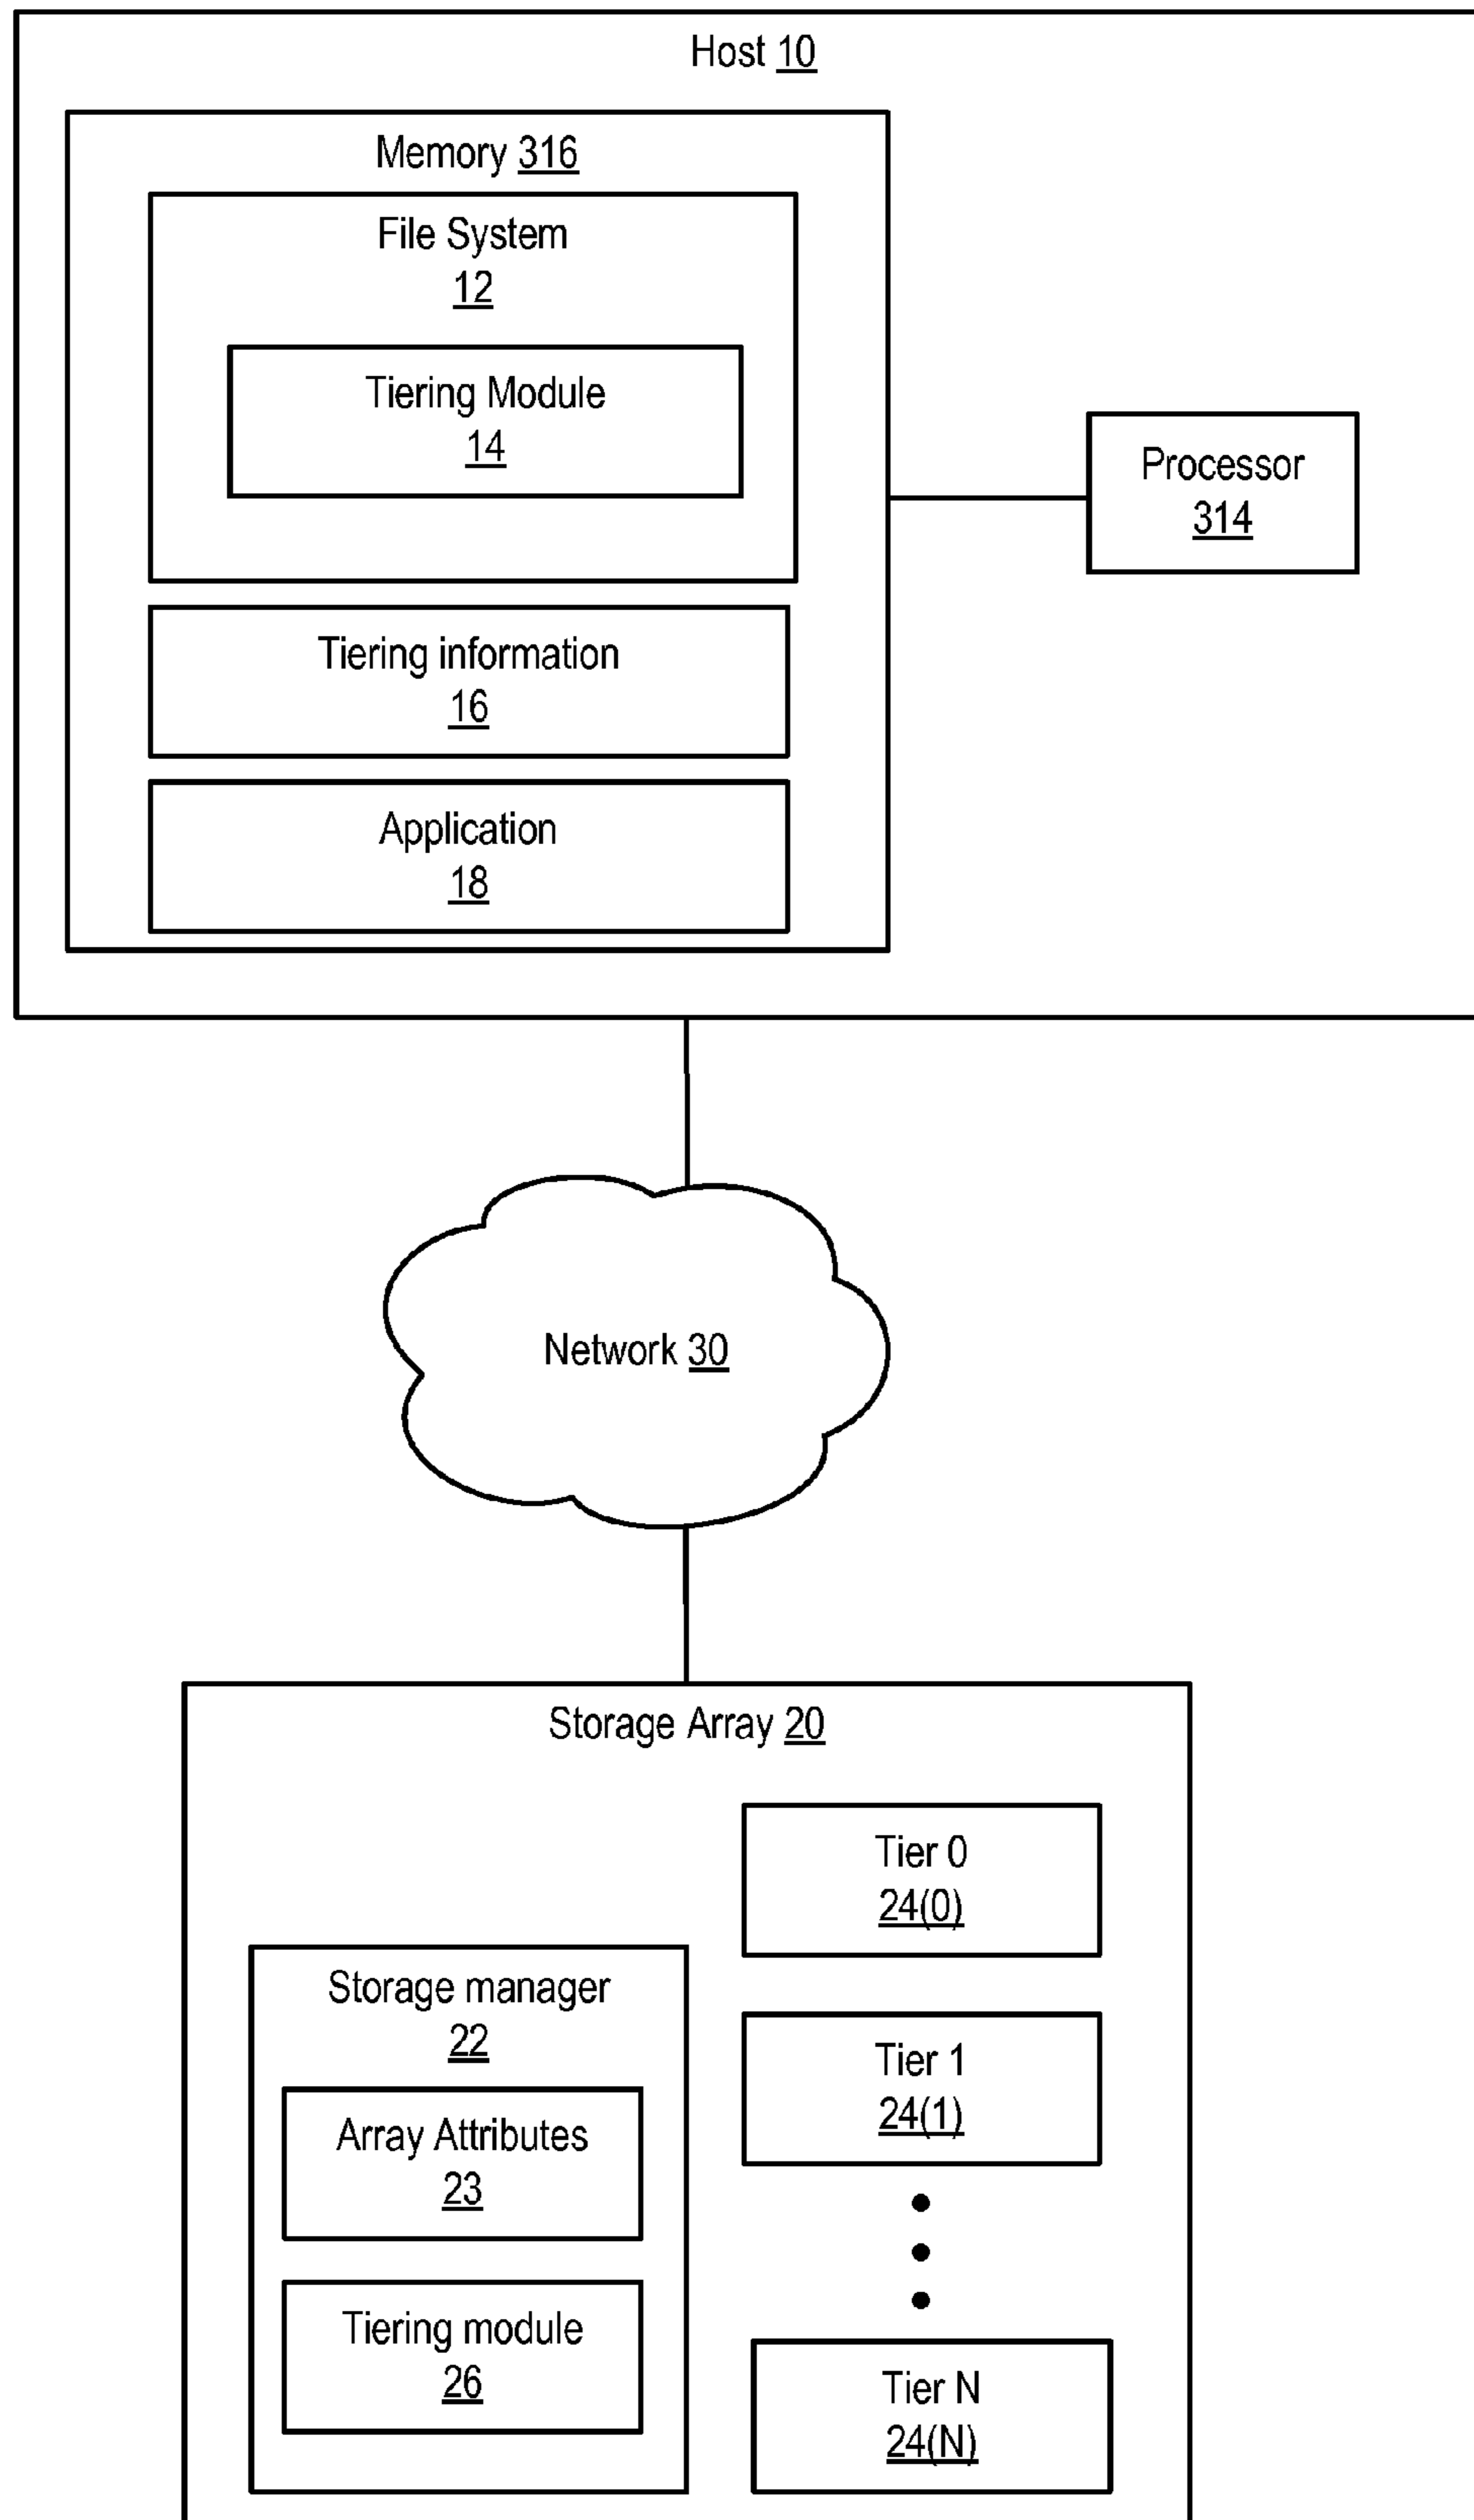 Host 10
Memory 316
File System
12
Tiering Module
14
Processor
314
Tiering information
16
Application
18
Network 30
Storage Array 20
Tier 0
24(0)
Storage manager
22
Tier 1
24(1)
Array Attributes
23
Tiering module
26
Tier N
24(N)